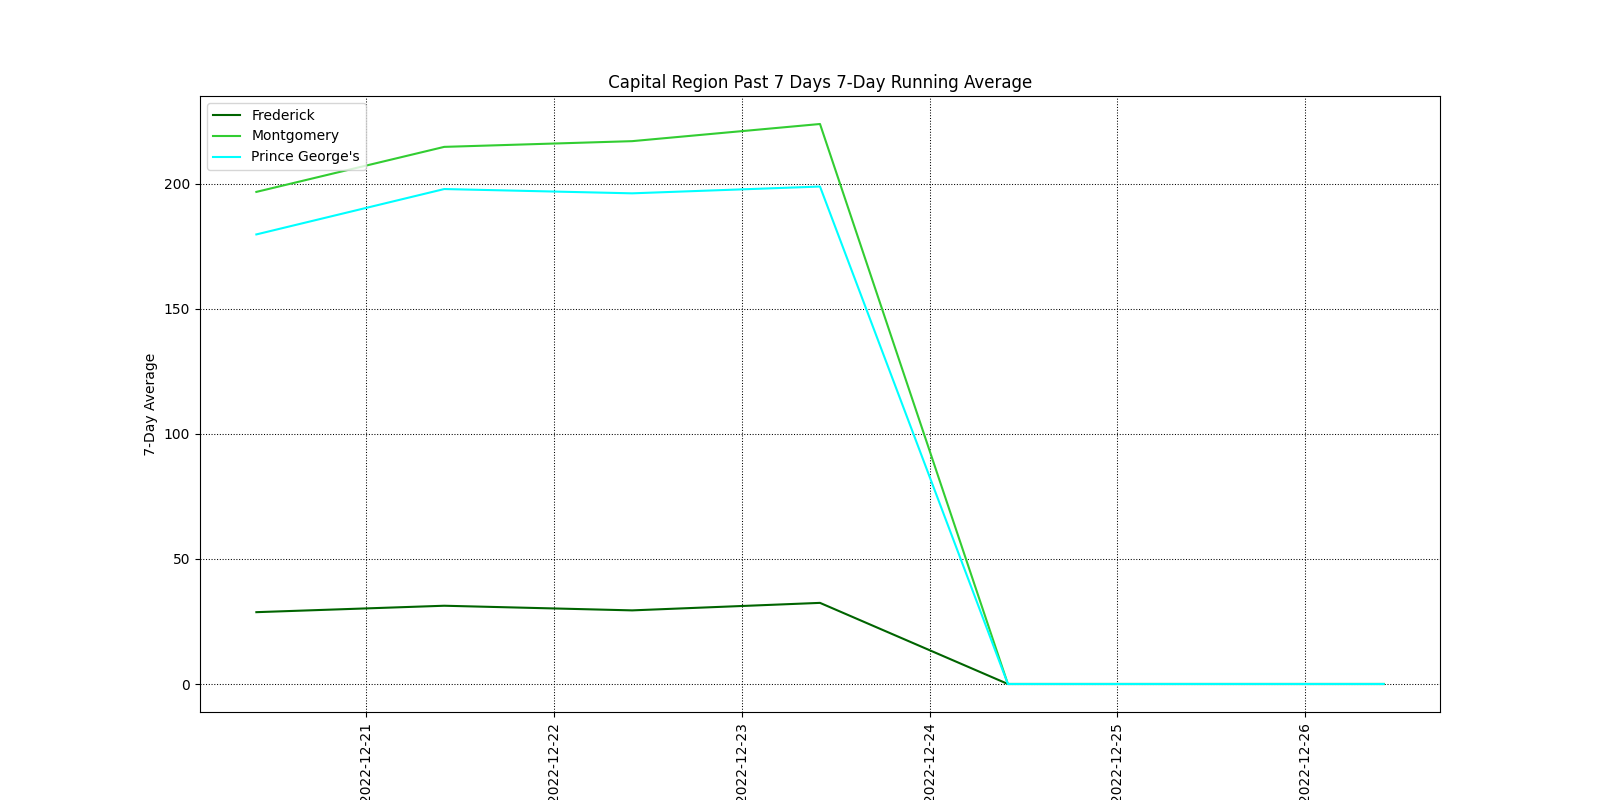 Capital Region Past 7 Days 7-Day Running Average
Frederick
Montgomery
Prince George's
200
150
100
50
0
7-Day Average
2022-12-21
2022-12-22
2022-12-23
2022-12-24
2022-12-25
2022-12-26